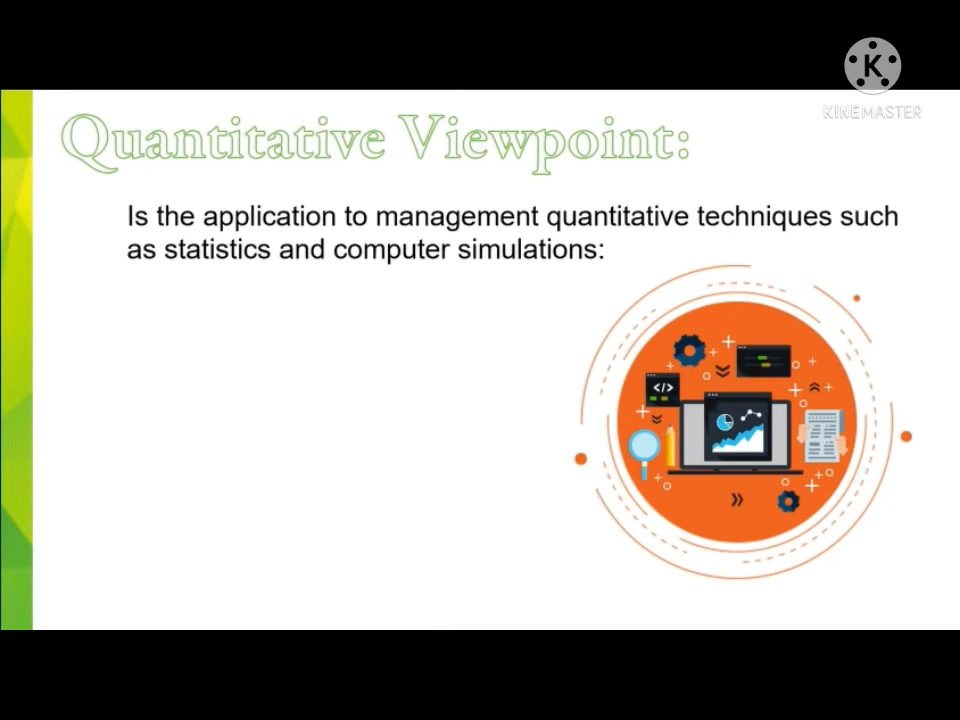 K
KINEMASTER
Quantitative Viewpoint:
Is the application to management quantitative techniques such
as statistics and computer simulations:
</>